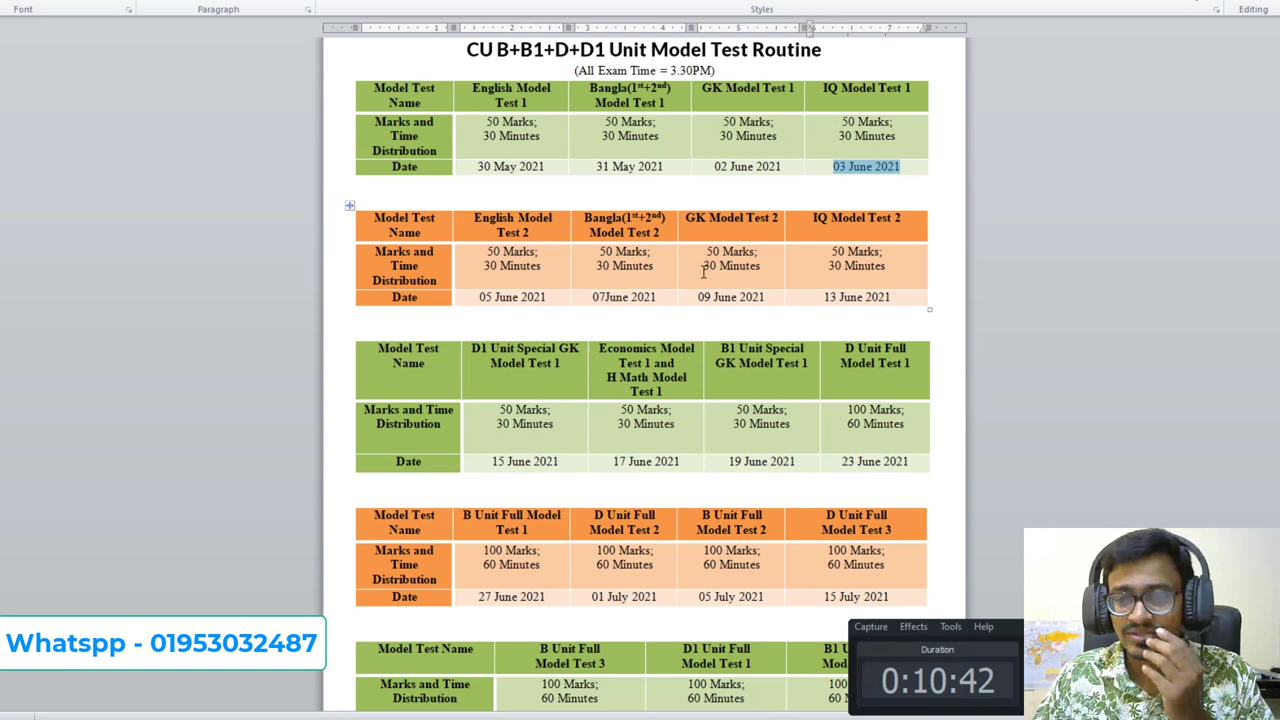 Font Paragraph Styles Editing
1 2 3 4 5 6 7
CU B+B1+D+D1 Unit Model Test Routine
(All Exam Time = 3.30PM)
Model Test Name English Model Test 1 Bangla(1st+2nd) Model Test 1 GK Model Test 1 IQ Model Test 1
Marks and Time Distribution 50 Marks; 30 Minutes 50 Marks; 30 Minutes 50 Marks; 30 Minutes 50 Marks; 30 Minutes
Date 30 May 2021 31 May 2021 02 June 2021 03 June 2021
Model Test Name English Model Test 2 Bangla(1st+2nd) Model Test 2 GK Model Test 2 IQ Model Test 2
Marks and Time Distribution 50 Marks; 30 Minutes 50 Marks; 30 Minutes 50 Marks; 30 Minutes 50 Marks; 30 Minutes
Date 05 June 2021 07June 2021 09 June 2021 13 June 2021
Model Test Name D1 Unit Special GK Model Test 1 Economics Model Test 1 and H Math Model Test 1 B1 Unit Special GK Model Test 1 D Unit Full Model Test 1
Marks and Time Distribution 50 Marks; 30 Minutes 50 Marks; 30 Minutes 50 Marks; 30 Minutes 100 Marks; 60 Minutes
Date 15 June 2021 17 June 2021 19 June 2021 23 June 2021
Model Test Name B Unit Full Model Test 1 D Unit Full Model Test 2 B Unit Full Model Test 2 D Unit Full Model Test 3
Marks and Time Distribution 100 Marks; 60 Minutes 100 Marks; 60 Minutes 100 Marks; 60 Minutes 100 Marks; 60 Minutes
Date 27 June 2021 01 July 2021 05 July 2021 15 July 2021
Model Test Name B Unit Full Model Test 3 D1 Unit Full Model Test 1 B1
Marks and Time Distribution 100 Marks; 60 Minutes 100 Marks; 60 Minutes
Whatspp - 01953032487
Capture Effects Tools Help
Duration
0:10:42